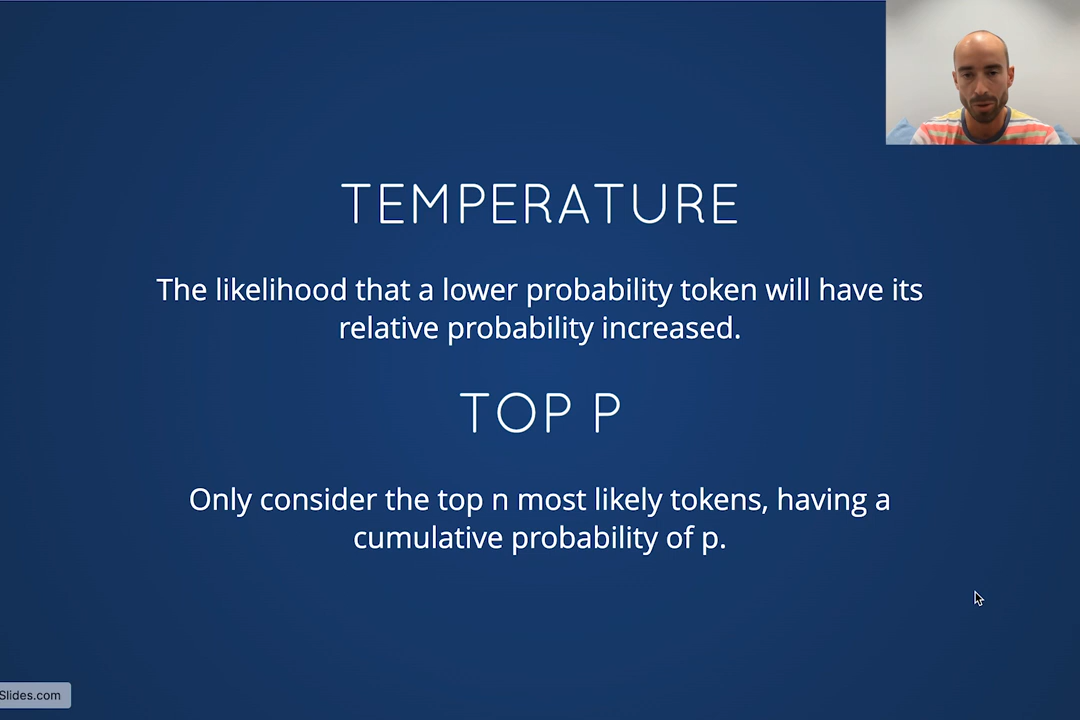 TEMPERATURE
The likelihood that a lower probability token will have its
relative probability increased.
TOP P
Only consider the top n most likely tokens, having a
cumulative probability of p.
Slides.com